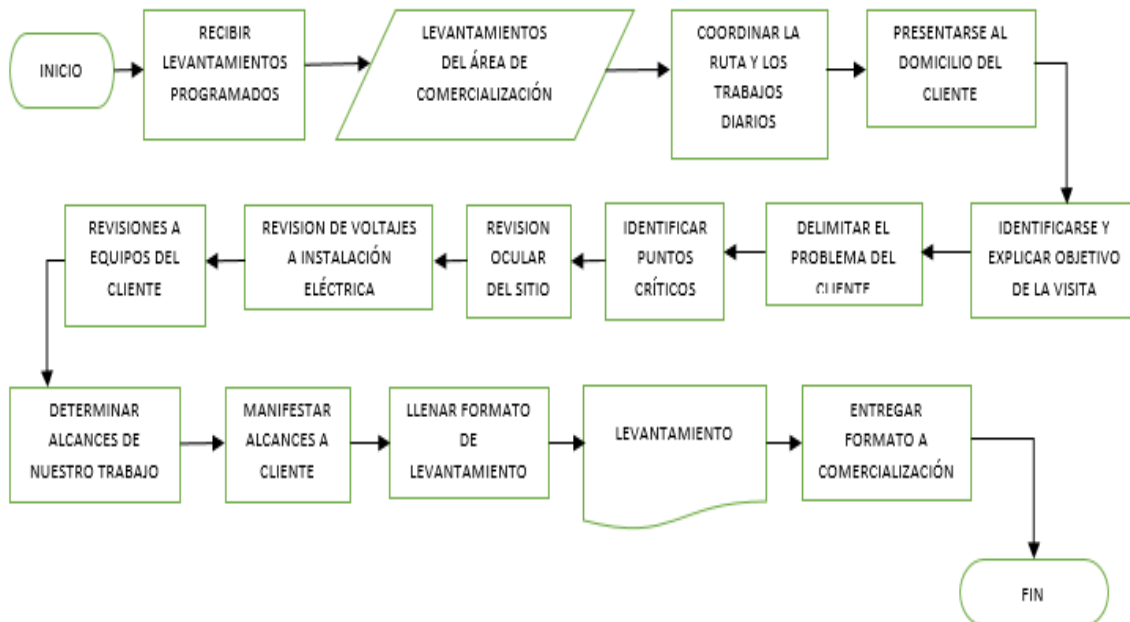 INICIO
RECIBIR
LEVANTAMIENTOS
PROGRAMADOS
LEVANTAMIENTOS
DEL ÁREA DE
COMERCIALIZACIÓN
COORDINAR LA
RUTA Y LOS
TRABAJOS
DIARIOS
PRESENTARSE AL
DOMICILIO DEL
CLIENTE
IDENTIFICARSE Y
EXPLICAR OBJETIVO
DE LA VISITA
DELIMITAR EL
PROBLEMA DEL
CLIENTE
IDENTIFICAR
PUNTOS
CRÍTICOS
REVISION
OCULAR
DEL SITIO
REVISION DE VOLTAJES
A INSTALACIÓN
ELÉCTRICA
REVISIONES A
EQUIPOS DEL
CLIENTE
DETERMINAR
ALCANCES DE
NUESTRO TRABAJO
MANIFESTAR
ALCANCES A
CLIENTE
LLENAR FORMATO
DE
LEVANTAMIENTO
LEVANTAMIENTO
ENTREGAR
FORMATO A
COMERCIALIZACIÓN
FIN